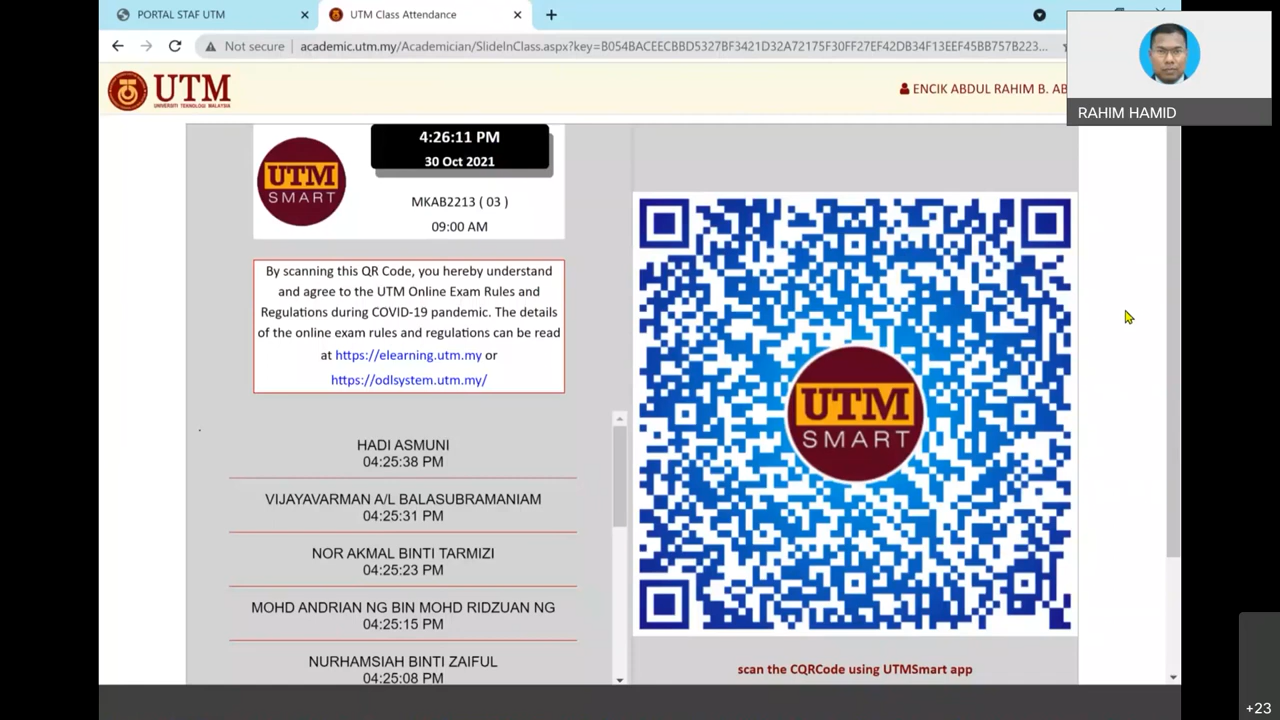 PORTAL STAF UTM
UTM Class Attendance
Not secure
academic.utm.my/Academician/SlideInClass.aspx?key=B054BACEECBBD5327BF3421D32A72175F30FF27EF42DB34F13EEF45BB757B223...
UTM
UNIVERSITI TEKNOLOGI MALAYSIA
ENCIK ABDUL RAHIM B. AB
RAHIM HAMID
UTM
SMART
4:26:11 PM
30 Oct 2021
MKAB2213 ( 03 )
09:00 AM
By scanning this QR Code, you hereby understand
and agree to the UTM Online Exam Rules and
Regulations during COVID-19 pandemic. The details
of the online exam rules and regulations can be read
at https://elearning.utm.my or
https://odlsystem.utm.my/
HADI ASMUNI
04:25:38 PM
VIJAYAVARMAN A/L BALASUBRAMANIAM
04:25:31 PM
NOR AKMAL BINTI TARMIZI
04:25:23 PM
MOHD ANDRIAN NG BIN MOHD RIDZUAN NG
04:25:15 PM
NURHAMSIAH BINTI ZAIFUL
04:25:08 PM
UTM
SMART
scan the CQRCode using UTMSmart app
+23